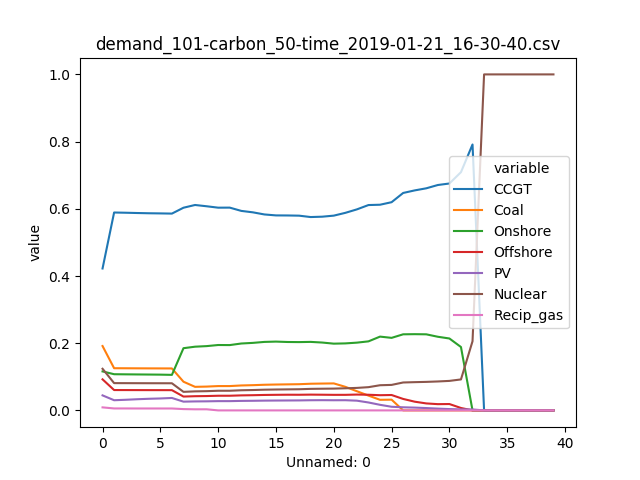 demand_101-carbon_50-time_2019-01-21_16-30-40.csv
1.0
0.8
0.6
0.4
0.2
0.0
value
variable
CCGT
Coal
Onshore
Offshore
PV
Nuclear
Recip_gas
0 5 10 15 20 25 30 35 40
Unnamed: 0